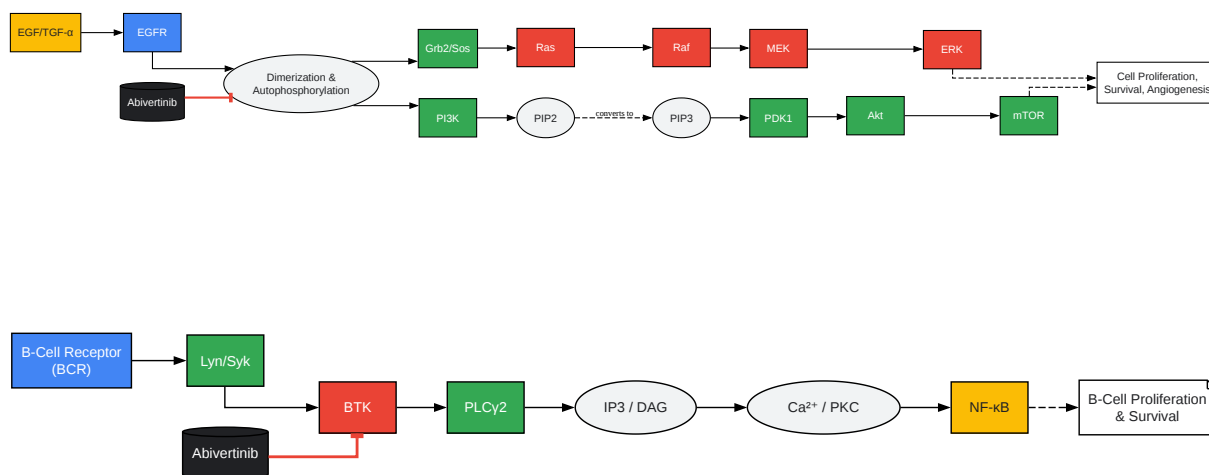 EGF/TGF-α
EGFR
Abivertinib
Dimerization &
Autophosphorylation
Grb2/Sos
Ras
Raf
MEK
ERK
PI3K
PIP2
converts to
PIP3
PDK1
Akt
mTOR
Cell Proliferation,
Survival, Angiogenesis
B-Cell Receptor
(BCR)
Lyn/Syk
Abivertinib
BTK
PLCγ2
IP3 / DAG
Ca²⁺ / PKC
NF-κB
B-Cell Proliferation
& Survival